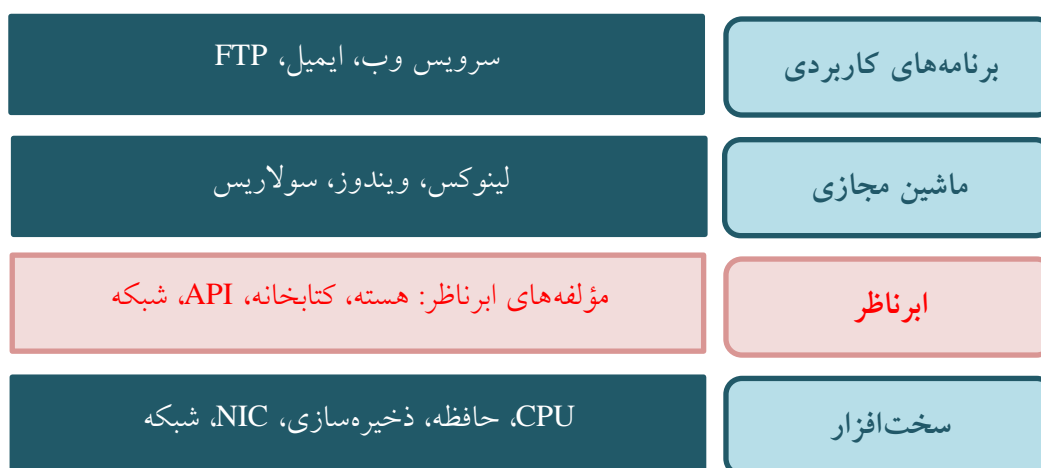 برنامه‌های کاربردی
سرویس وب، ایمیل، FTP
ماشین مجازی
لینوکس، ویندوز، سولاریس
ابرناظر
مؤلفه‌های ابرناظر: هسته، کتابخانه، API، شبکه
سخت‌افزار
CPU، حافظه، ذخیره‌سازی، NIC، شبکه